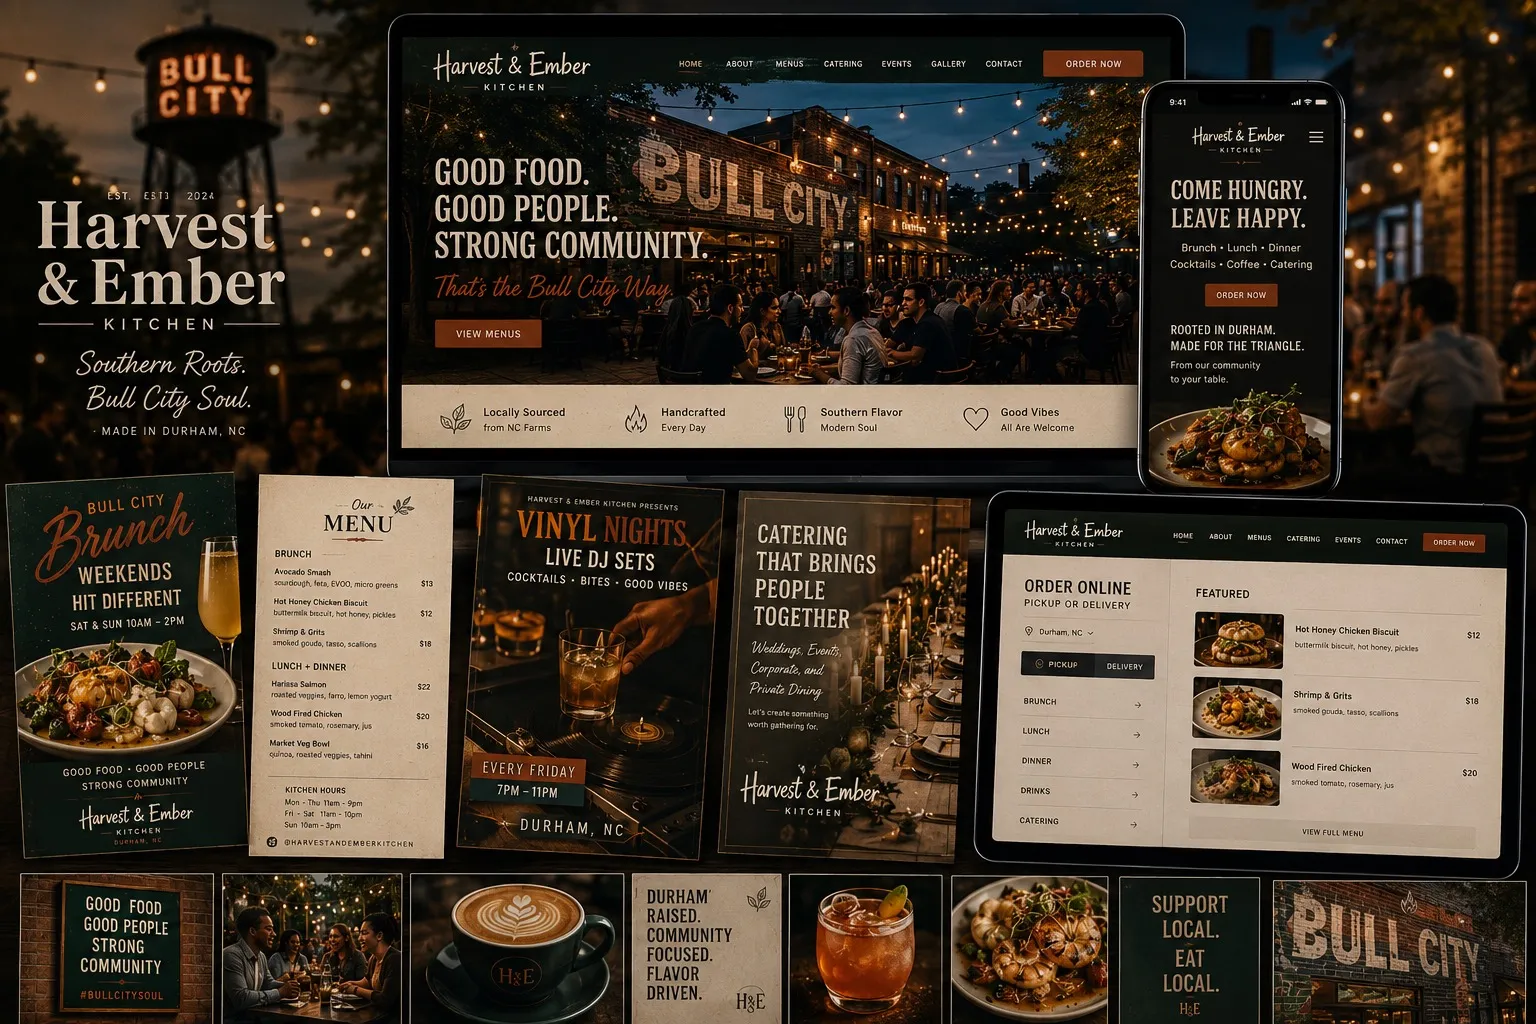 BULL
CITY
EST. 2024
Harvest
& Ember
KITCHEN
Southern Roots.
Bull City Soul.
· MADE IN DURHAM, NC
Harvest & Ember
KITCHEN
HOME ABOUT MENUS CATERING EVENTS GALLERY CONTACT ORDER NOW
GOOD FOOD.
GOOD PEOPLE.
STRONG COMMUNITY.
That's the Bull City Way.
VIEW MENUS
BULL CITY
Locally Sourced
from NC Farms
Handcrafted
Every Day
Southern Flavor
Modern Soul
Good Vibes
All Are Welcome
9:41
Harvest & Ember
KITCHEN
COME HUNGRY.
LEAVE HAPPY.
Brunch • Lunch • Dinner
Cocktails • Coffee • Catering
ORDER NOW
ROOTED IN DURHAM.
MADE FOR THE TRIANGLE.
From our community
to your table.
BULL CITY
Brunch
WEEKENDS
HIT DIFFERENT
SAT & SUN 10AM – 2PM
GOOD FOOD • GOOD PEOPLE
STRONG COMMUNITY
Harvest & Ember
KITCHEN
DURHAM, NC
Our
MENU
BRUNCH
Avocado Smash
sourdough, feta, EVOO, micro greens $13
Hot Honey Chicken Biscuit
buttermilk biscuit, hot honey, pickles $12
Shrimp & Grits
smoked gouda, tasso, scallions $18
LUNCH + DINNER
Harissa Salmon
roasted veggies, farro, lemon yogurt $22
Wood Fired Chicken
smoked tomato, rosemary, jus $20
Market Veg Bowl
quinoa, roasted veggies, tahini $16
KITCHEN HOURS
Mon - Thu 11am - 9pm
Fri - Sat 11am - 10pm
Sun 10am - 3pm
@HARVESTANDEMBERKITCHEN
HARVEST & EMBER KITCHEN PRESENTS
VINYL NIGHTS
LIVE DJ SETS
COCKTAILS • BITES • GOOD VIBES
EVERY FRIDAY
7PM – 11PM
DURHAM, NC
CATERING
THAT BRINGS
PEOPLE
TOGETHER
Weddings, Events,
Corporate, and
Private Dining
Let's create something
worth gathering for.
Harvest & Ember
KITCHEN
Harvest & Ember
KITCHEN
HOME ABOUT MENUS CATERING EVENTS CONTACT ORDER NOW
ORDER ONLINE
PICKUP OR DELIVERY
Durham, NC
PICKUP DELIVERY
BRUNCH
LUNCH
DINNER
DRINKS
CATERING
FEATURED
Hot Honey Chicken Biscuit $12
buttermilk biscuit, hot honey, pickles
Shrimp & Grits $18
smoked gouda, tasso, scallions
Wood Fired Chicken $20
smoked tomato, rosemary, jus
VIEW FULL MENU
GOOD FOOD
GOOD PEOPLE
STRONG
COMMUNITY
#BULLCITYSOUL
H&E
DURHAM'
RAISED.
COMMUNITY
FOCUSED.
FLAVOR
DRIVEN.
H&E
SUPPORT
LOCAL.
EAT
LOCAL.
H&E
BULL CITY